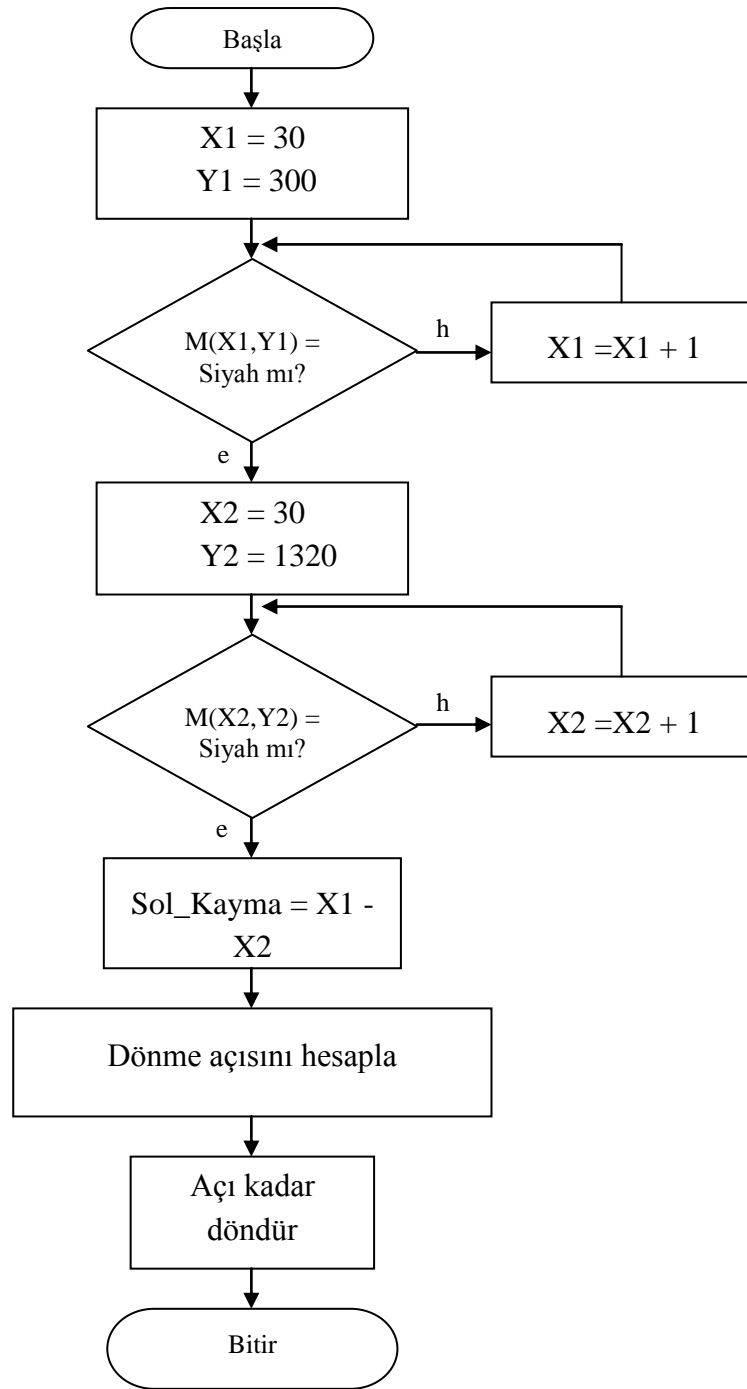 Başla
X1 = 30
Y1 = 300
M(X1,Y1) =
Siyah mı?
h
X1 =X1 + 1
e
X2 = 30
Y2 = 1320
M(X2,Y2) =
Siyah mı?
h
X2 =X2 + 1
e
Sol_Kayma = X1 -
X2
Dönme açısını hesapla
Açı kadar
döndür
Bitir